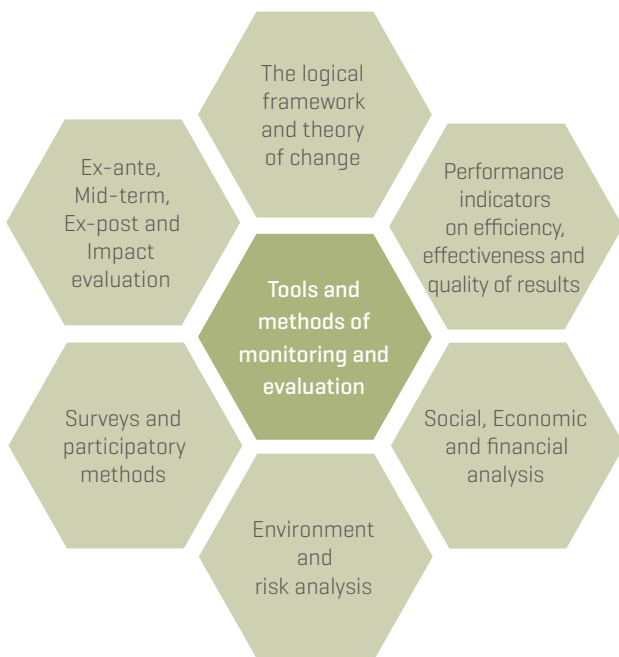 The logical
framework
and theory
of change
Ex-ante,
Mid-term,
Ex-post and
Impact
evaluation
Performance
indicators
on efficiency,
effectiveness and
quality of results
Tools and
methods of
monitoring and
evaluation
Surveys and
participatory
methods
Social, Economic
and financial
analysis
Environment
and
risk analysis